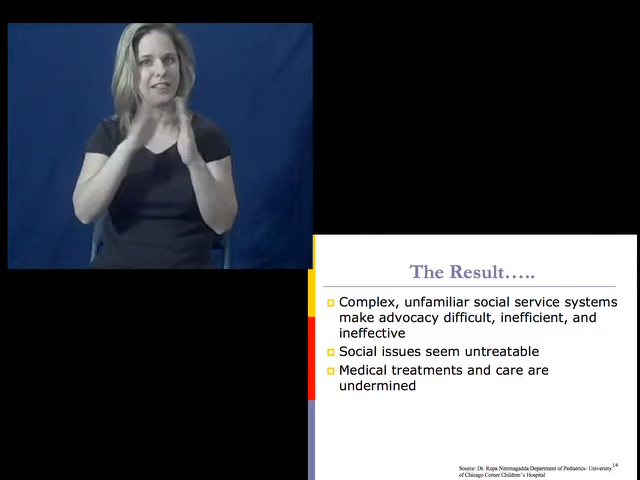 The Result…..
Complex, unfamiliar social service systems
make advocacy difficult, inefficient, and
ineffective
Social issues seem untreatable
Medical treatments and care are
undermined
Source: Dr. Rupa Nimmagadda Department of Pediatrics- University
of Chicago Comer Children's Hospital
14